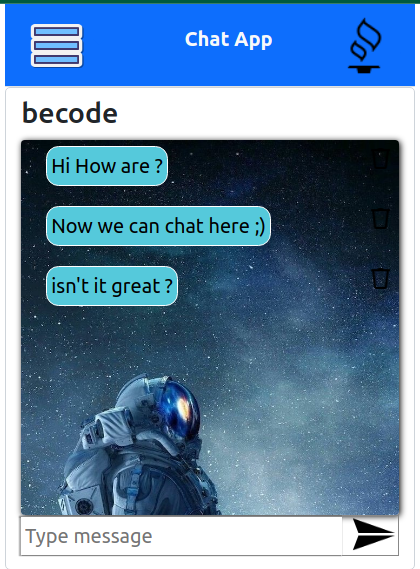 Chat App
becode
Hi How are ?
Now we can chat here ;)
isn't it great ?
Type message